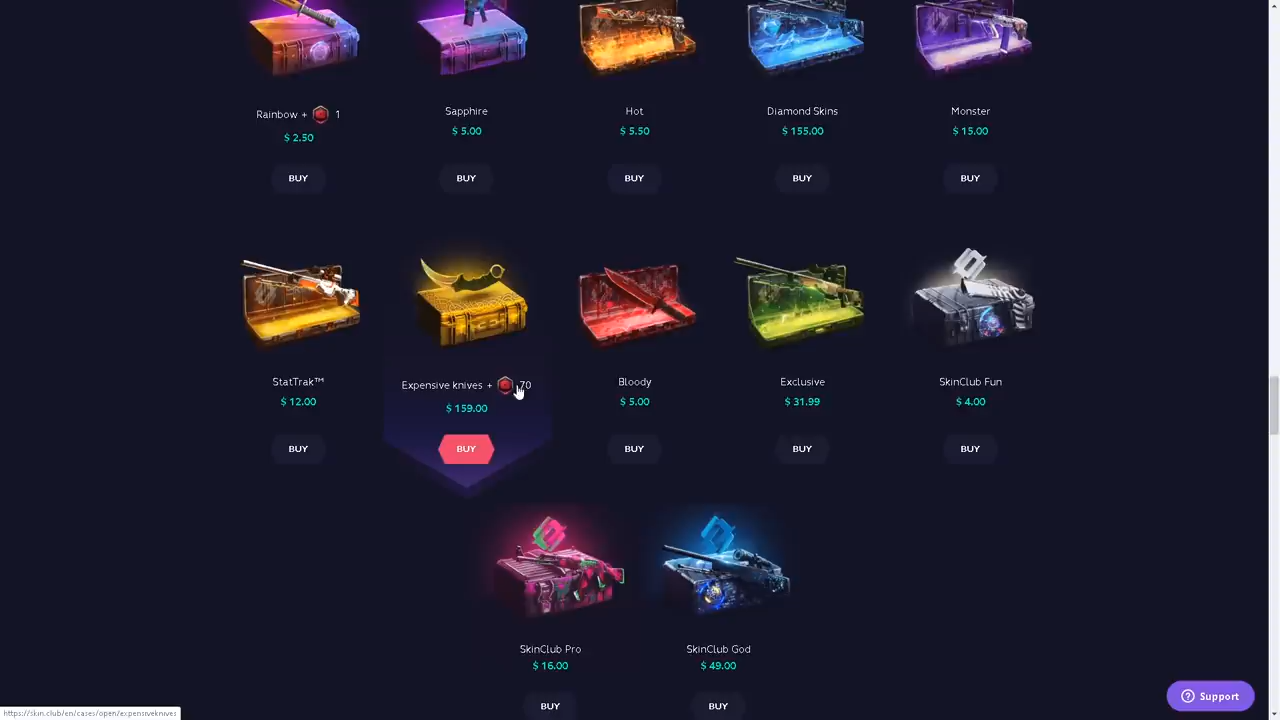 Rainbow + 1
$ 2.50
BUY
Sapphire
$ 5.00
BUY
Hot
$ 5.50
BUY
Diamond Skins
$ 155.00
BUY
Monster
$ 15.00
BUY
StatTrak™
$ 12.00
BUY
Expensive knives + 70
$ 159.00
BUY
Bloody
$ 5.00
BUY
Exclusive
$ 31.99
BUY
SkinClub Fun
$ 4.00
BUY
SkinClub Pro
$ 16.00
BUY
SkinClub God
$ 49.00
BUY
Support
https://skin.club/en/cases/open/expensiveknives